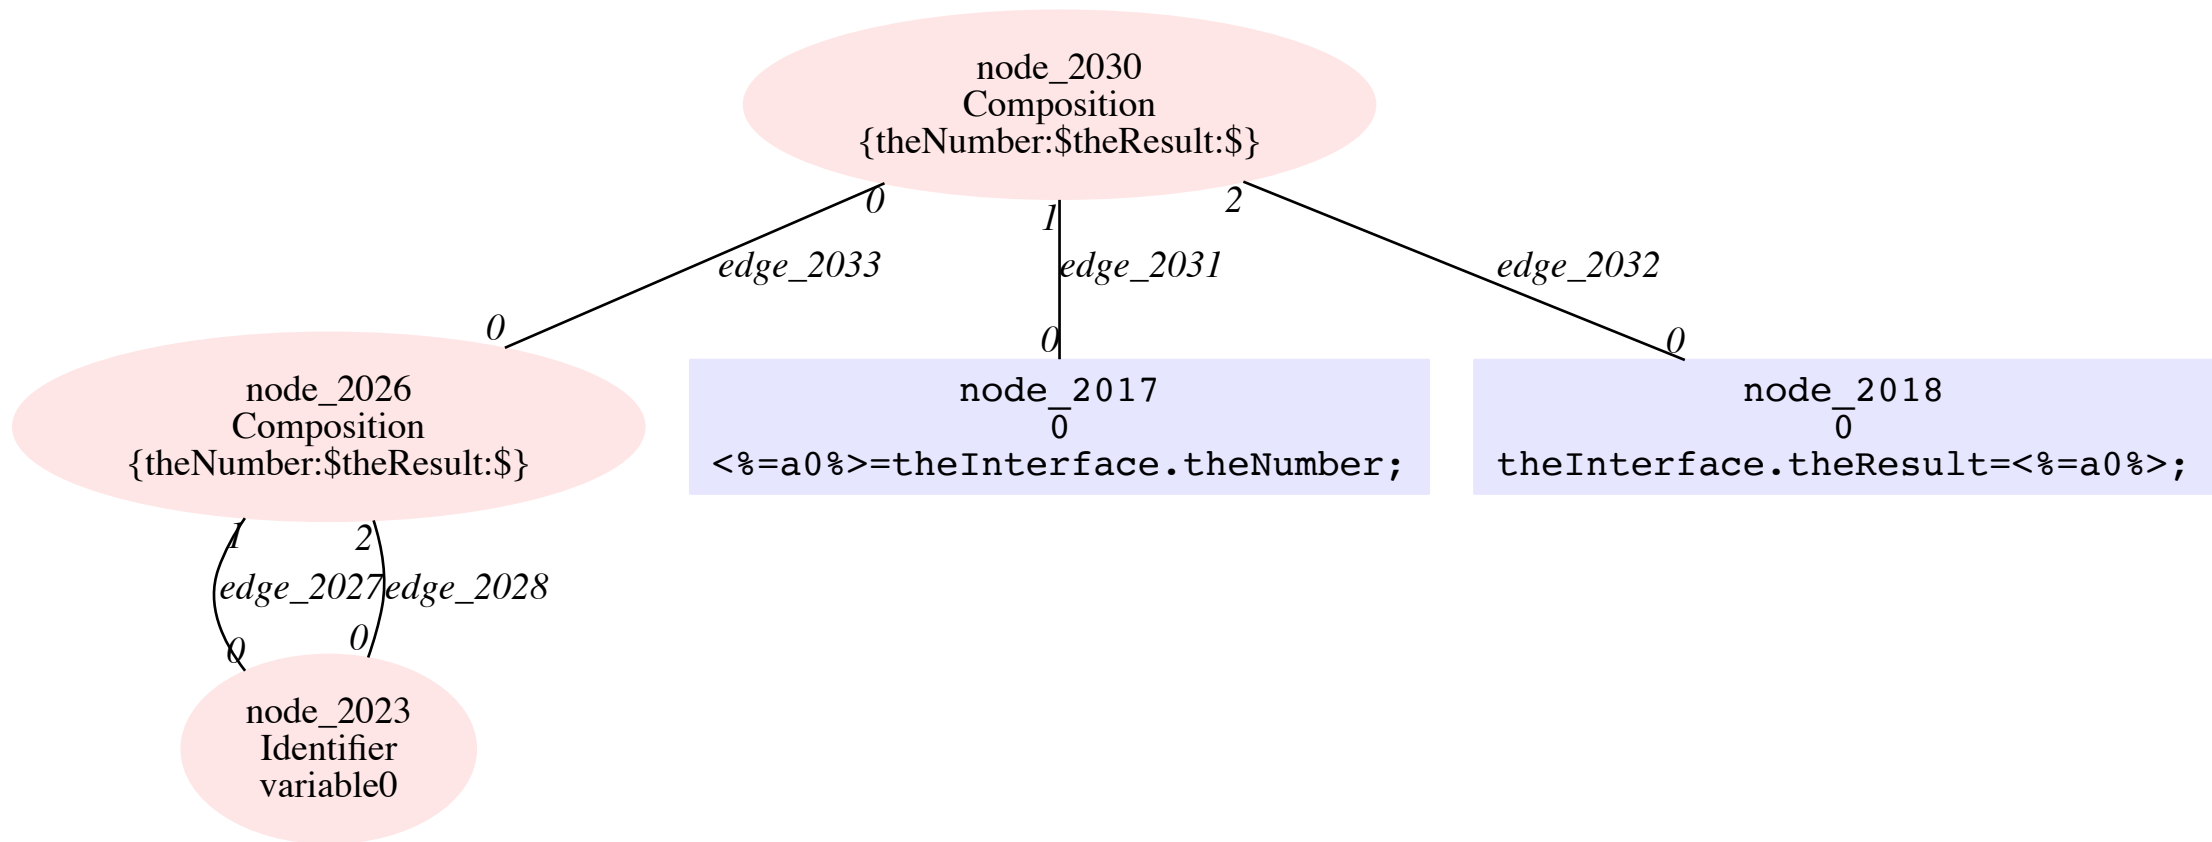 node_2030
Composition
{theNumber:$theResult:$}
0
1
2
edge_2033
edge_2031
edge_2032
0
0
0
node_2026
Composition
{theNumber:$theResult:$}
node_2017
0
<%=a0%>=theInterface.theNumber;
node_2018
0
theInterface.theResult=<%=a0%>;
1
2
edge_2027
edge_2028
0
0
node_2023
Identifier
variable0